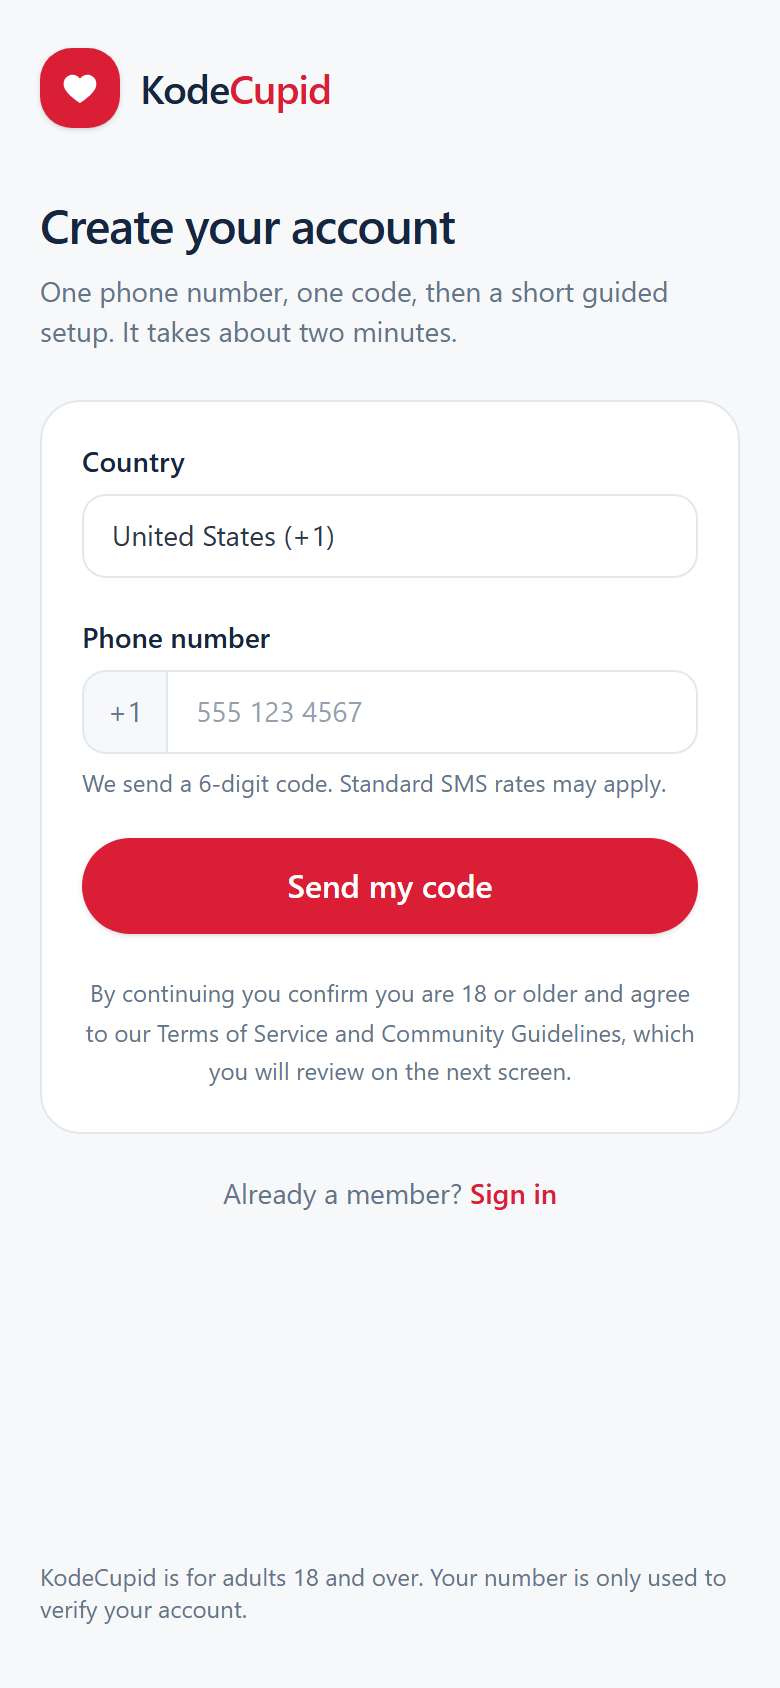 KodeCupid
Create your account
One phone number, one code, then a short guided
setup. It takes about two minutes.
Country
United States (+1)
Phone number
+1 555 123 4567
We send a 6-digit code. Standard SMS rates may apply.
Send my code
By continuing you confirm you are 18 or older and agree
to our Terms of Service and Community Guidelines, which
you will review on the next screen.
Already a member? Sign in
KodeCupid is for adults 18 and over. Your number is only used to
verify your account.